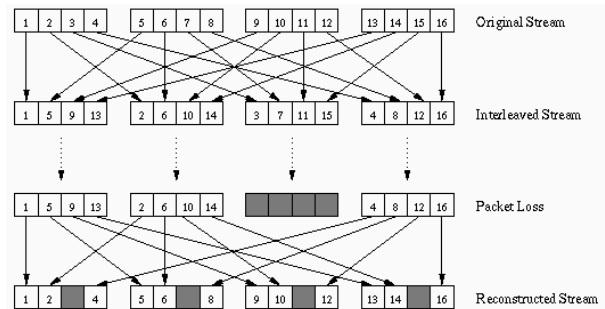 1 2 3 4 5 6 7 8 9 10 11 12 13 14 15 16 Original Stream
1 5 9 13 2 6 10 14 3 7 11 15 4 8 12 16 Interleaved Stream
1 5 9 13 2 6 10 14 4 8 12 16 Packet Loss
1 2 4 5 6 8 9 10 12 13 14 16 Reconstructed Stream